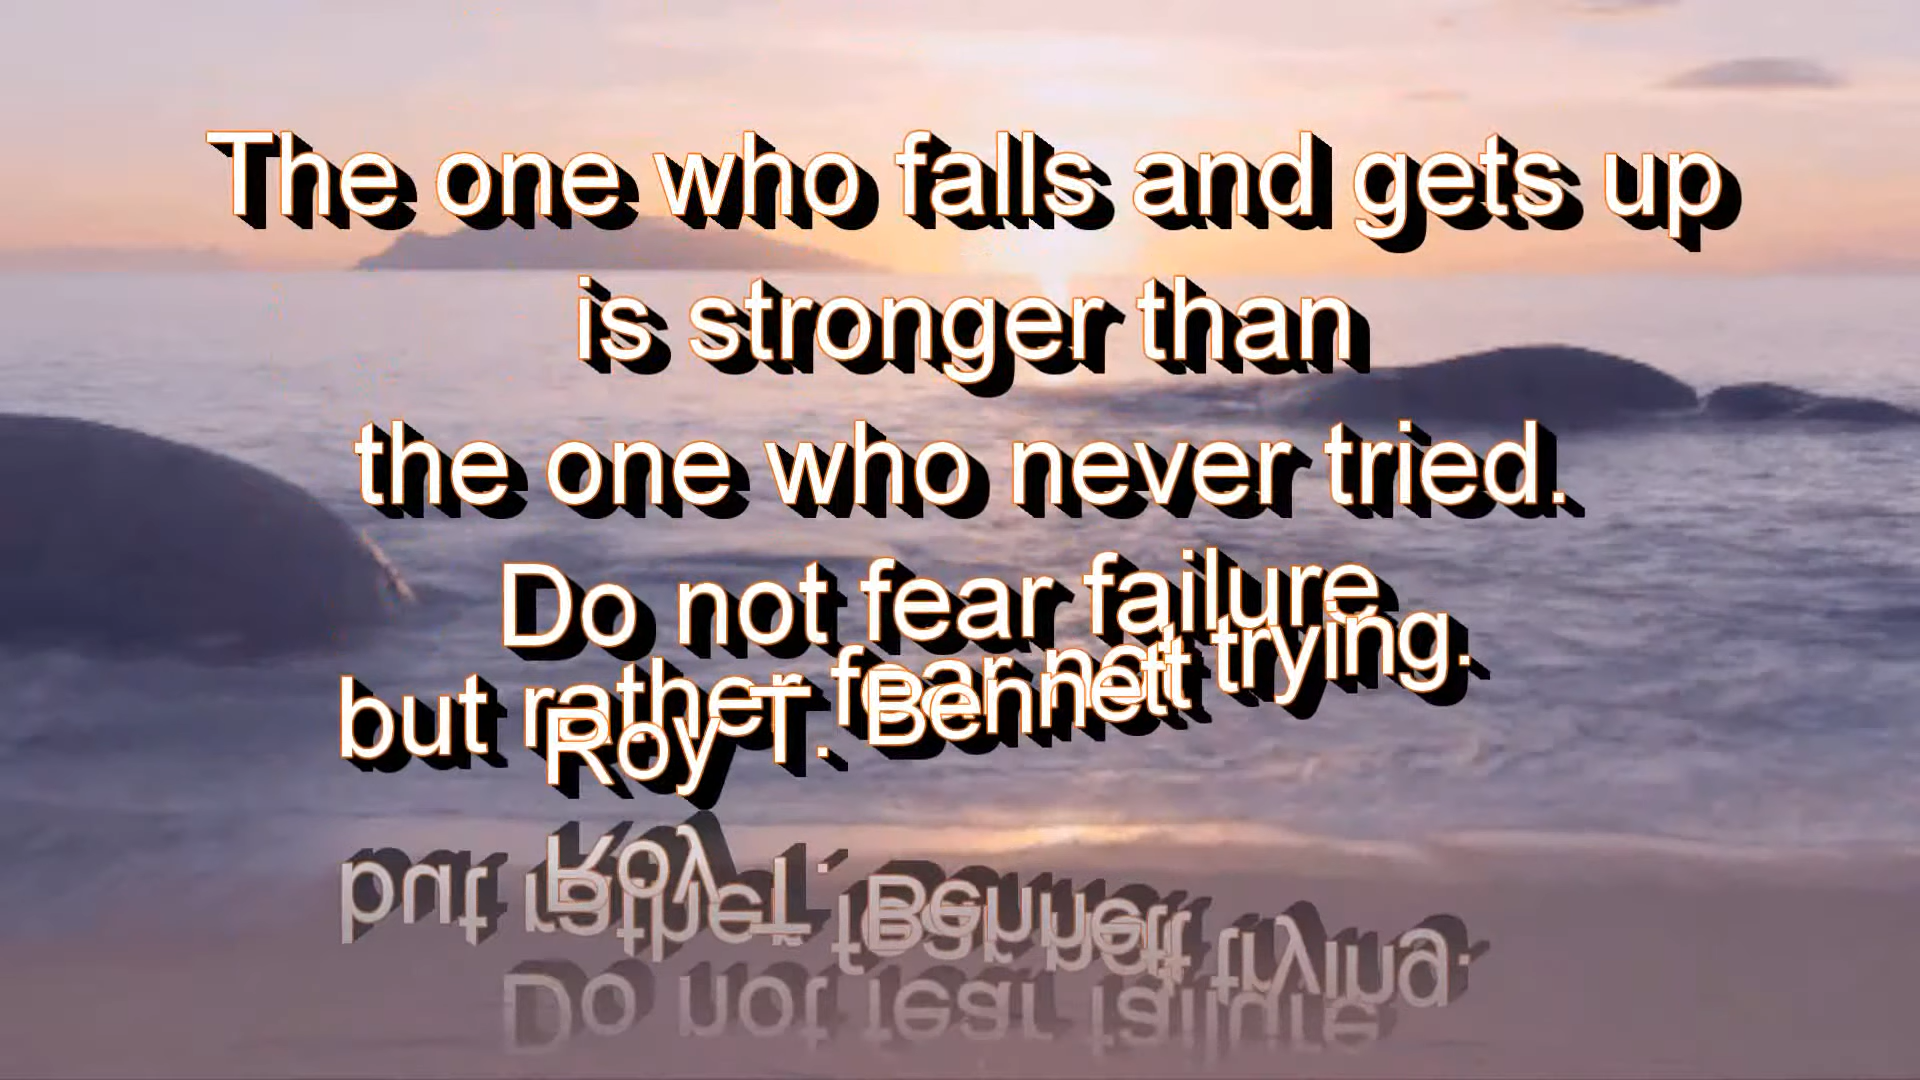 The one who falls and gets up
is stronger than
the one who never tried.
Do not fear failure
but rather fear not trying.
Roy T. Bennett